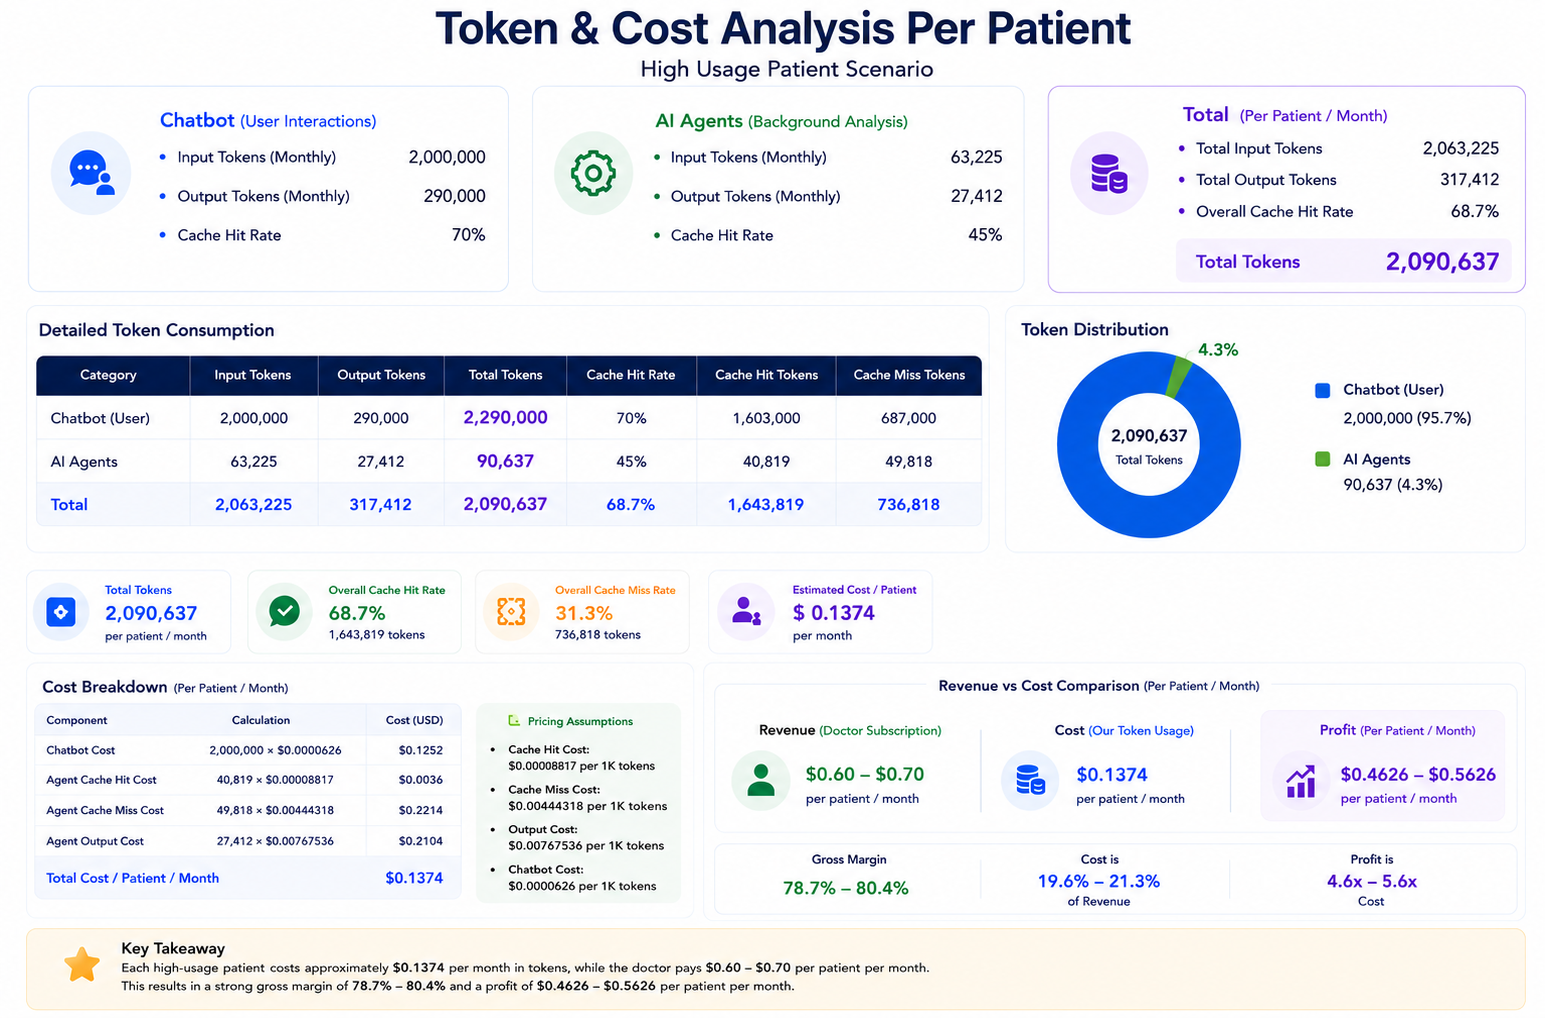 Token & Cost Analysis Per Patient
High Usage Patient Scenario
Chatbot (User Interactions)
• Input Tokens (Monthly) 2,000,000
• Output Tokens (Monthly) 290,000
• Cache Hit Rate 70%
AI Agents (Background Analysis)
• Input Tokens (Monthly) 63,225
• Output Tokens (Monthly) 27,412
• Cache Hit Rate 45%
Total (Per Patient / Month)
• Total Input Tokens 2,063,225
• Total Output Tokens 317,412
• Overall Cache Hit Rate 68.7%
Total Tokens 2,090,637
Detailed Token Consumption
Category Input Tokens Output Tokens Total Tokens Cache Hit Rate Cache Hit Tokens Cache Miss Tokens
Chatbot (User) 2,000,000 290,000 2,290,000 70% 1,603,000 687,000
AI Agents 63,225 27,412 90,637 45% 40,819 49,818
Total 2,063,225 317,412 2,090,637 68.7% 1,643,819 736,818
Token Distribution
4.3%
2,090,637
Total Tokens
Chatbot (User)
2,000,000 (95.7%)
AI Agents
90,637 (4.3%)
Total Tokens
2,090,637
per patient / month
Overall Cache Hit Rate
68.7%
1,643,819 tokens
Overall Cache Miss Rate
31.3%
736,818 tokens
Estimated Cost / Patient
$ 0.1374
per month
Cost Breakdown (Per Patient / Month)
Component Calculation Cost (USD)
Chatbot Cost 2,000,000 × $0.0000626 $0.1252
Agent Cache Hit Cost 40,819 × $0.00008817 $0.0036
Agent Cache Miss Cost 49,818 × $0.00444318 $0.2214
Agent Output Cost 27,412 × $0.00767536 $0.2104
Total Cost / Patient / Month $0.1374
Pricing Assumptions
• Cache Hit Cost:
$0.00008817 per 1K tokens
• Cache Miss Cost:
$0.00444318 per 1K tokens
• Output Cost:
$0.00767536 per 1K tokens
• Chatbot Cost:
$0.0000626 per 1K tokens
Revenue vs Cost Comparison (Per Patient / Month)
Revenue (Doctor Subscription)
$0.60 – $0.70
per patient / month
Cost (Our Token Usage)
$0.1374
per patient / month
Profit (Per Patient / Month)
$0.4626 – $0.5626
per patient / month
Gross Margin
78.7% – 80.4%
Cost is
19.6% – 21.3%
of Revenue
Profit is
4.6x – 5.6x
Cost
Key Takeaway
Each high-usage patient costs approximately $0.1374 per month in tokens, while the doctor pays $0.60 – $0.70 per patient per month.
This results in a strong gross margin of 78.7% – 80.4% and a profit of $0.4626 – $0.5626 per patient per month.